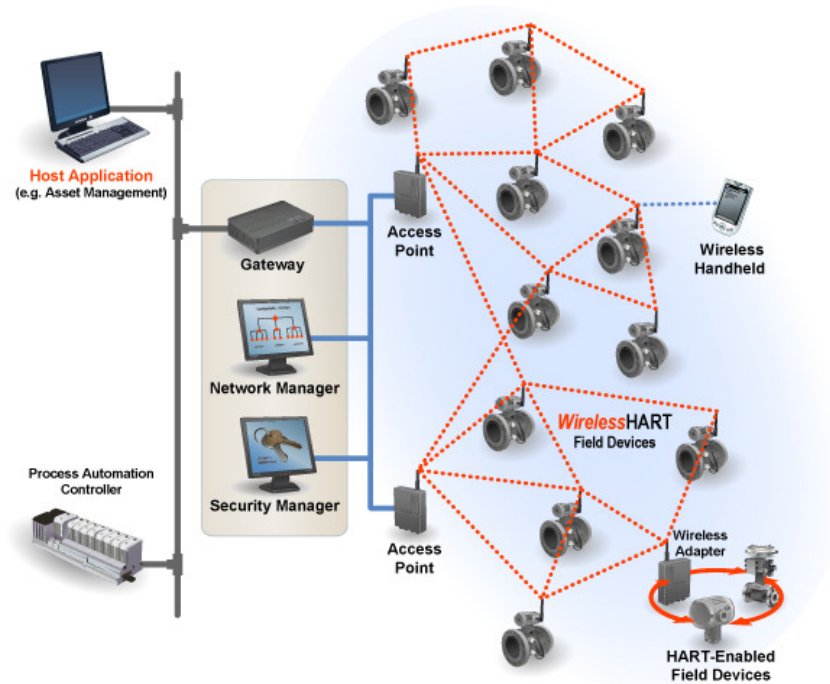 Host Application
(e.g. Asset Management)
Gateway
Access
Point
Wireless
Handheld
Network Manager
WirelessHART
Field Devices
Process Automation
Controller
Security Manager
Access
Point
Wireless
Adapter
HART-Enabled
Field Devices